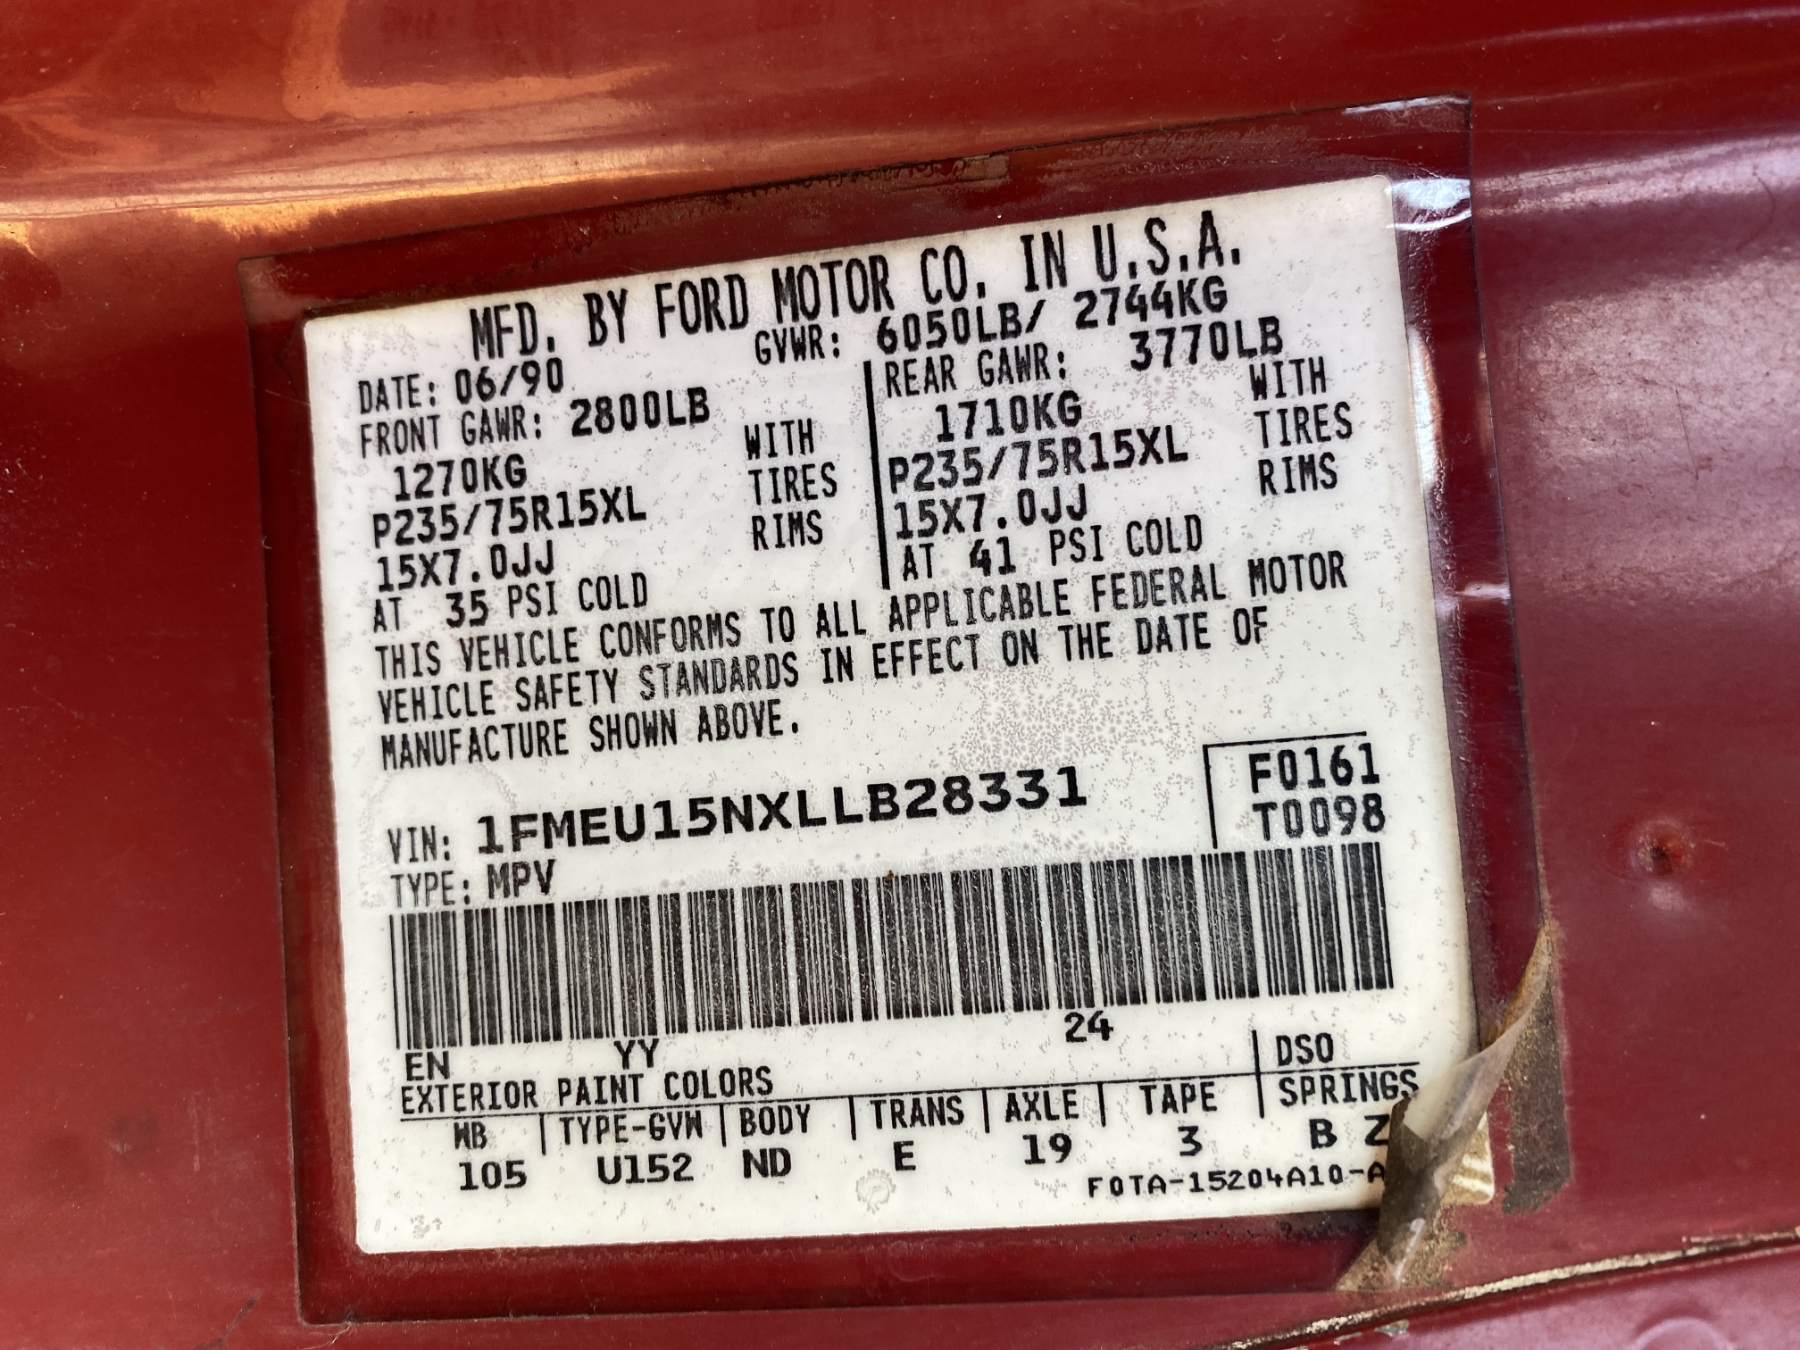 MFD. BY FORD MOTOR CO. IN U.S.A.
DATE: 06/90 GVWR: 6050LB/ 2744KG
FRONT GAWR: 2800LB
1270KG WITH
P235/75R15XL TIRES
15X7.0JJ RIMS
AT 35 PSI COLD
REAR GAWR: 3770LB
1710KG WITH
P235/75R15XL TIRES
15X7.0JJ RIMS
AT 41 PSI COLD
THIS VEHICLE CONFORMS TO ALL APPLICABLE FEDERAL MOTOR
VEHICLE SAFETY STANDARDS IN EFFECT ON THE DATE OF
MANUFACTURE SHOWN ABOVE.
VIN: 1FMEU15NXLLB28331
TYPE: MPV
F0161
T0098
EN YY 24
EXTERIOR PAINT COLORS DSO
WB TYPE-GVW BODY TRANS AXLE TAPE SPRINGS
105 U152 ND E 19 3 B Z
F0TA-15204A10-A